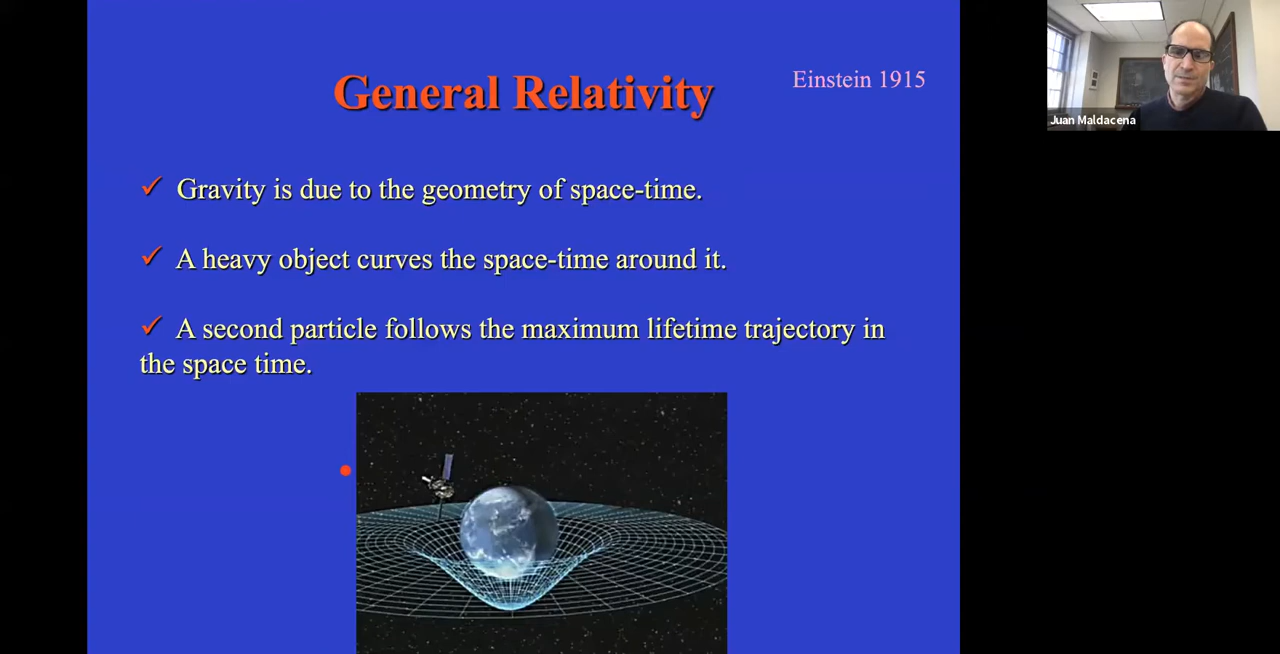 General Relativity
Einstein 1915
✓ Gravity is due to the geometry of space-time.
✓ A heavy object curves the space-time around it.
✓ A second particle follows the maximum lifetime trajectory in
the space time.
Juan Maldacena